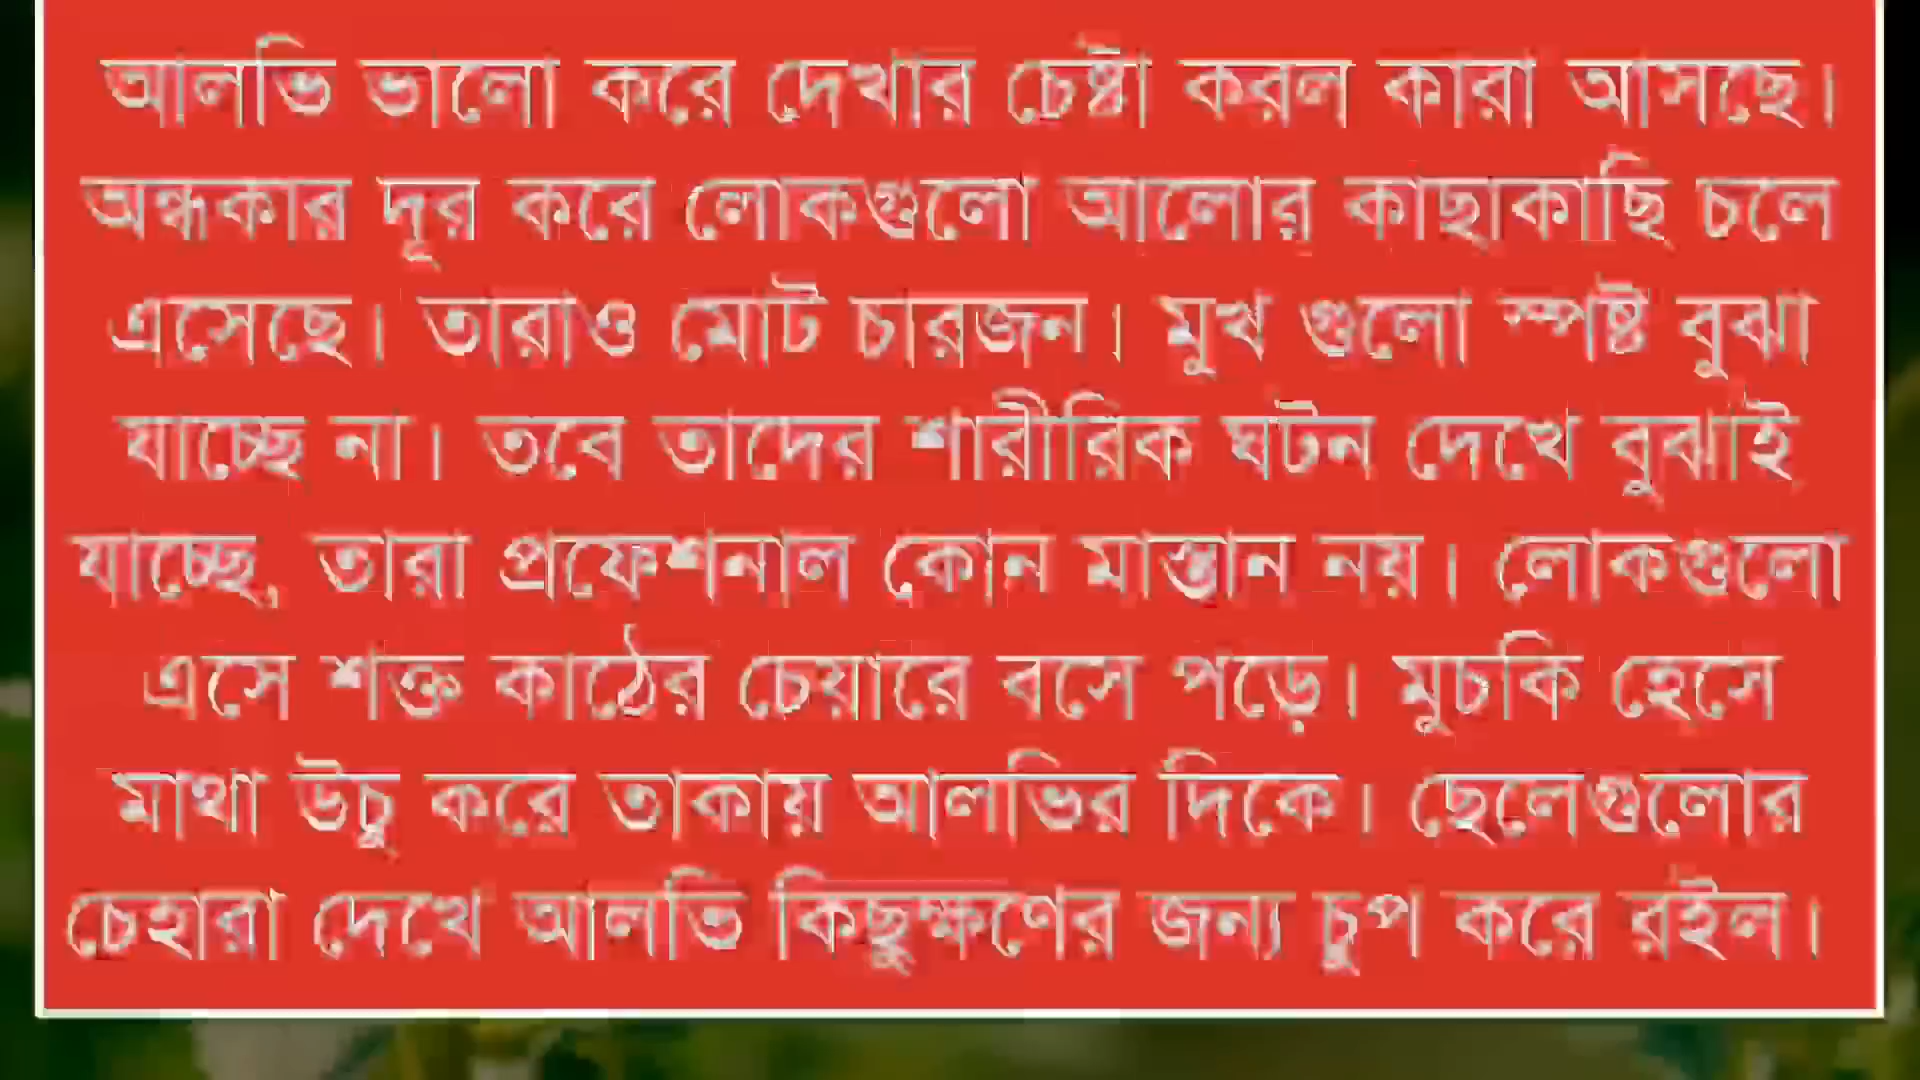 আলভি ভালো করে দেখার চেষ্টা করল কারা আসছে।
অন্ধকার দূর করে লোকগুলো আলোর কাছাকাছি চলে
এসেছে। তারাও মোট চারজন। মুখ গুলো স্পষ্ট বুঝা
যাচ্ছে না। তবে তাদের শারীরিক ঘটন দেখে বুঝাই
যাচ্ছে, তারা প্রফেশনাল কোন মাস্তান নয়। লোকগুলো
এসে শক্ত কাঠের চেয়ারে বসে পড়ে। মুচকি হেসে
মাথা উচু করে তাকায় আলভির দিকে। ছেলেগুলোর
চেহারা দেখে আলভি কিছুক্ষণের জন্য চুপ করে রইল।